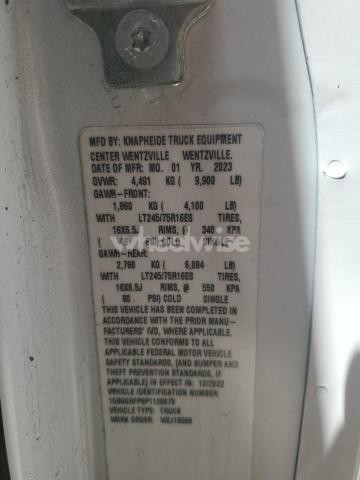 MFD BY: KNAPHEIDE TRUCK EQUIPMENT
CENTER WENTZVILLE WENTZVILLE.
DATE OF MFR: MO. 01 YR. 2023
GVWR: 4,491 KG ( 9,900 LB)
GAWR-FRONT:
1,860 KG ( 4,100 LB)
WITH LT245/75R16ES TIRES,
16X6.5J RIMS, @ 340 KPA
( PSI) COLD
GAWR-REAR:
2,760 KG ( 6,084 LB)
WITH LT245/75R16ES TIRES,
16X6.5J RIMS, @ 550 KPA
( 80 PSI) COLD SINGLE
THIS VEHICLE HAS BEEN COMPLETED IN
ACCORDANCE WITH THE PRIOR MANU-
FACTURERS' IVD, WHERE APPLICABLE.
THIS VEHICLE CONFORMS TO ALL
APPLICABLE FEDERAL MOTOR VEHICLE
SAFETY STANDARDS, [AND BUMPER AND
THEFT PREVENTION STANDARDS, IF
APPLICABLE] IN EFFECT IN: 12/2022
VEHICLE IDENTIFICATION NUMBER:
VEHICLE TYPE: TRUCK
WORK ORDER:
whedwise